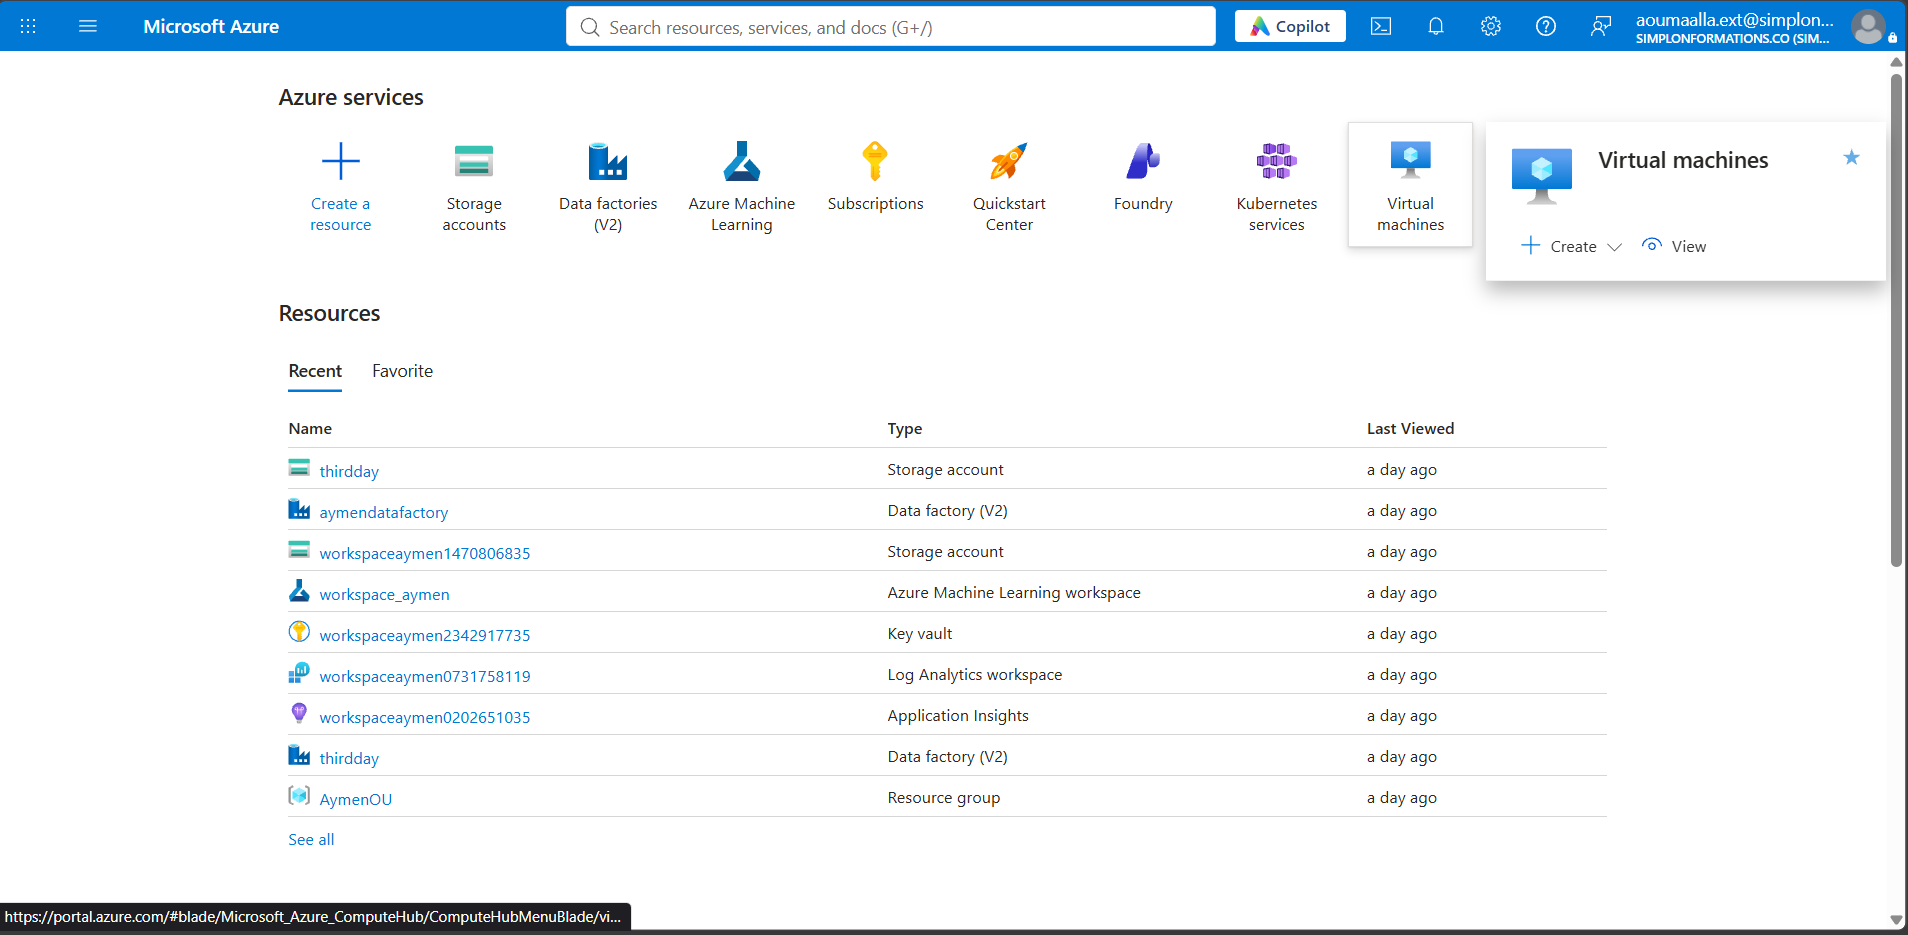 Microsoft Azure
Search resources, services, and docs (G+/)
Copilot
aoumaalla.ext@simplon...
SIMPLONFORMATIONS.CO (SIM...
Azure services
Create a resource
Storage accounts
Data factories (V2)
Azure Machine Learning
Subscriptions
Quickstart Center
Foundry
Kubernetes services
Virtual machines
Virtual machines
Create
View
Resources
Recent Favorite
Name Type Last Viewed
thirdday Storage account a day ago
aymendatafactory Data factory (V2) a day ago
workspaceaymen1470806835 Storage account a day ago
workspace_aymen Azure Machine Learning workspace a day ago
workspaceaymen2342917735 Key vault a day ago
workspaceaymen0731758119 Log Analytics workspace a day ago
workspaceaymen0202651035 Application Insights a day ago
thirdday Data factory (V2) a day ago
AymenOU Resource group a day ago
See all
https://portal.azure.com/#blade/Microsoft_Azure_ComputeHub/ComputeHubMenuBlade/vi...